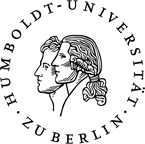 · HUMBOLDT-UNIVERSITÄT ·
ZU BERLIN